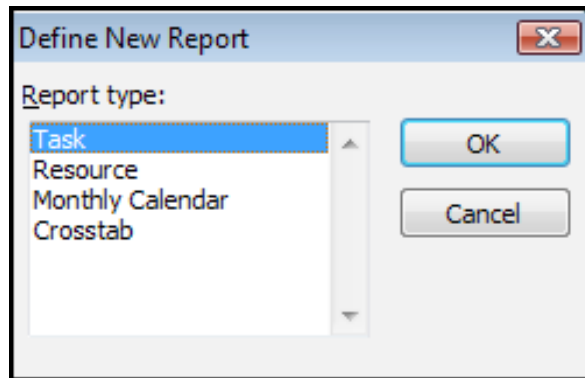 Define New Report
Report type:
Task
Resource
Monthly Calendar
Crosstab
OK
Cancel